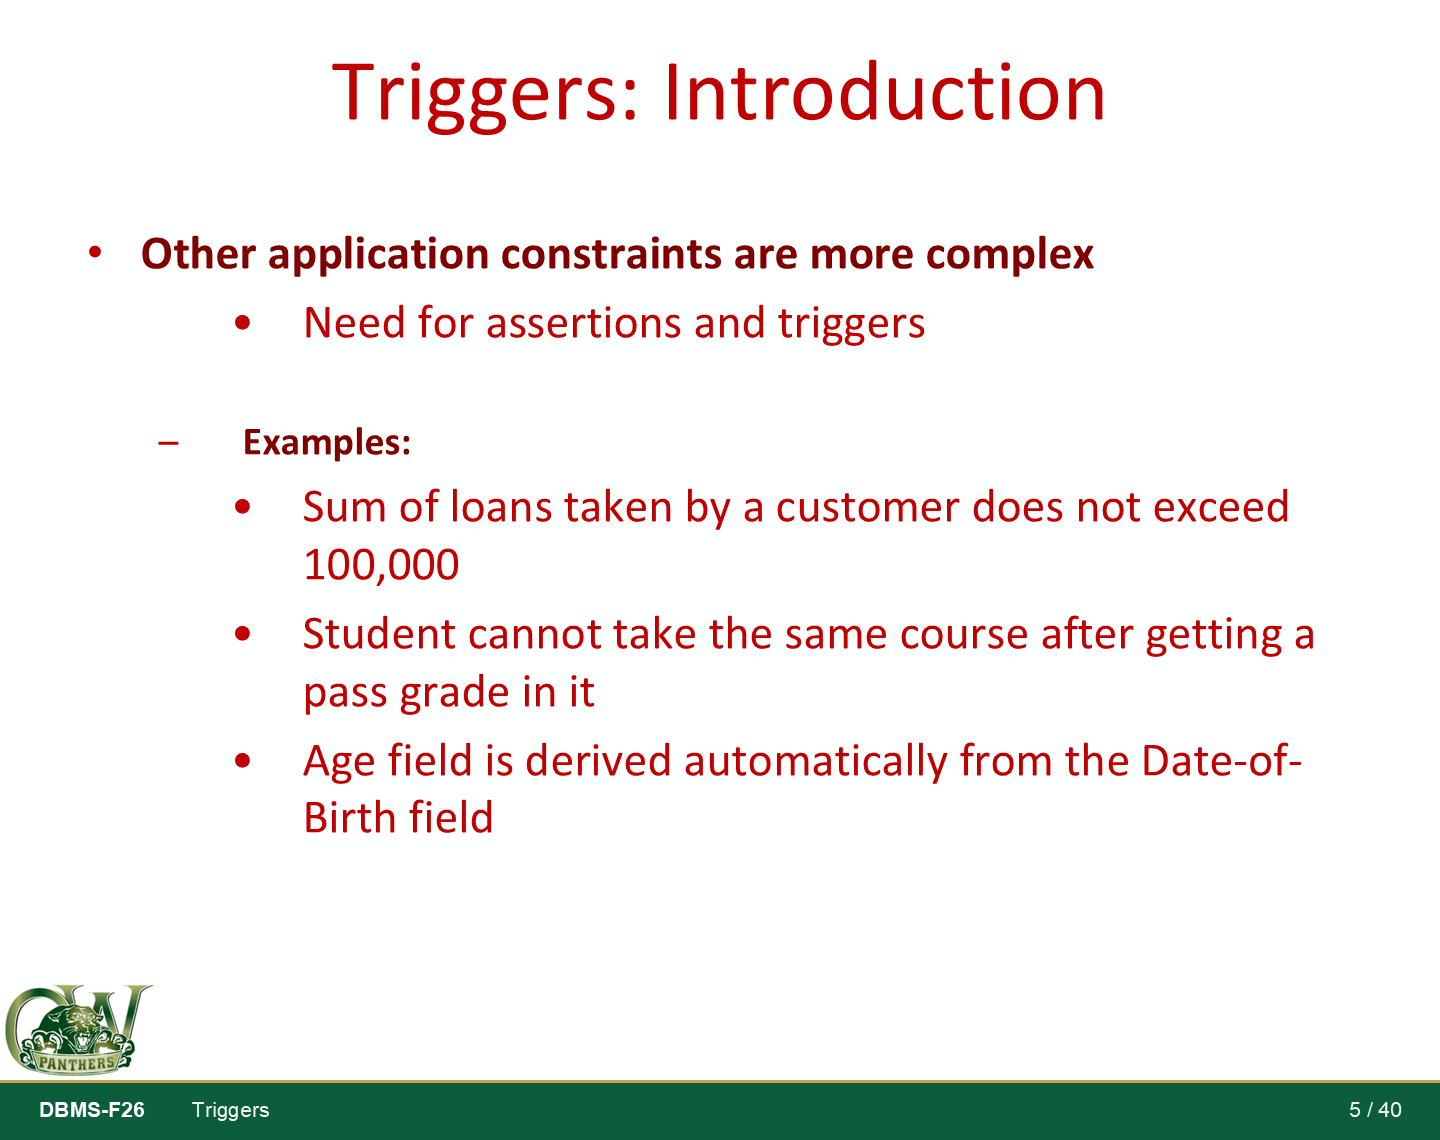 Triggers: Introduction
• Other application constraints are more complex
• Need for assertions and triggers
– Examples:
• Sum of loans taken by a customer does not exceed
100,000
• Student cannot take the same course after getting a
pass grade in it
• Age field is derived automatically from the Date-of-
Birth field
OW
PANTHERS
DBMS-F26 Triggers 5 / 40